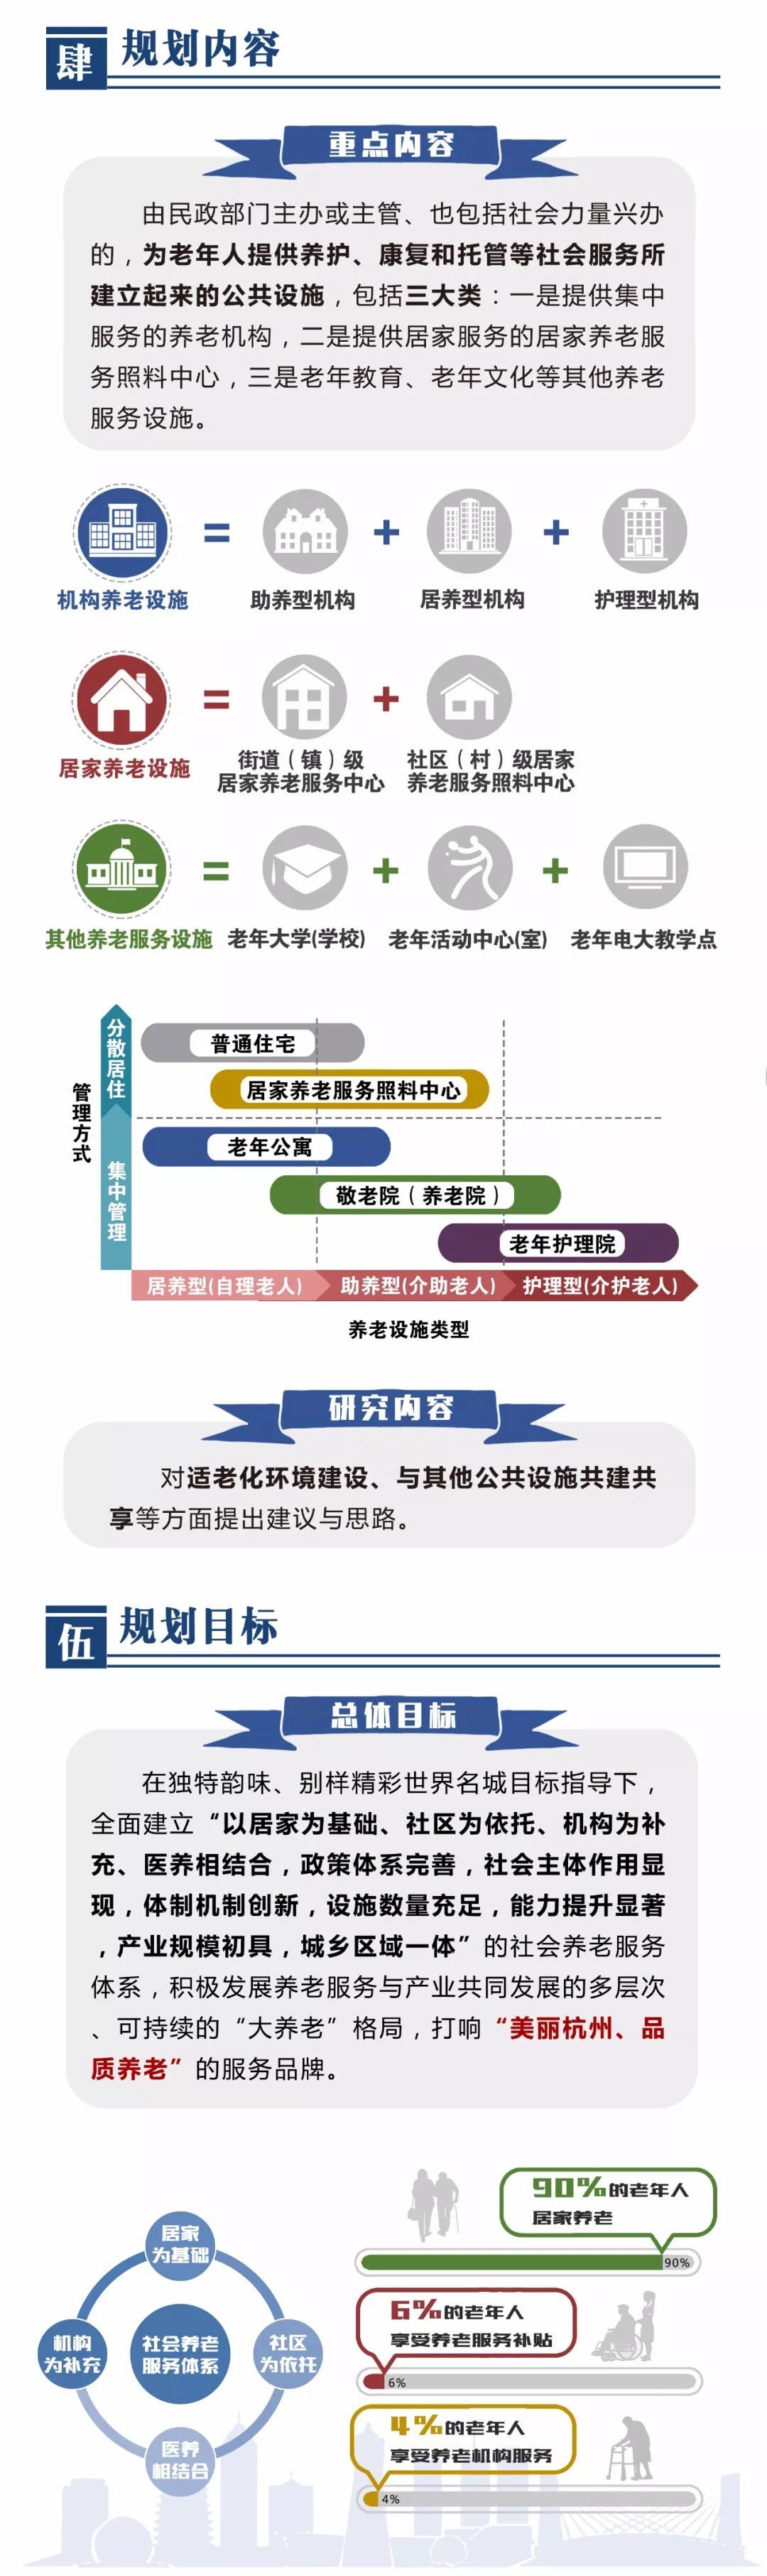 肆
规划内容
重点内容
由民政部门主办或主管、也包括社会力量兴办
的，为老年人提供养护、康复和托管等社会服务所
建立起来的公共设施，包括三大类：一是提供集中
服务的养老机构，二是提供居家服务的居家养老服
务照料中心，三是老年教育、老年文化等其他养老
服务设施。
机构养老设施 = 助养型机构 + 居养型机构 + 护理型机构
居家养老设施 = 街道（镇）级
居家养老服务中心 + 社区（村）级居家
养老服务照料中心
其他养老服务设施 = 老年大学(学校) + 老年活动中心(室) + 老年电大教学点
管理方式
分散居住
集中管理
普通住宅
居家养老服务照料中心
老年公寓
敬老院（养老院）
老年护理院
居养型(自理老人) 助养型(介助老人) 护理型(介护老人)
养老设施类型
研究内容
对适老化环境建设、与其他公共设施共建共
享等方面提出建议与思路。
伍
规划目标
总体目标
在独特韵味、别样精彩世界名城目标指导下，
全面建立“以居家为基础、社区为依托、机构为补
充、医养相结合，政策体系完善，社会主体作用显
现，体制机制创新，设施数量充足，能力提升显著
，产业规模初具，城乡区域一体”的社会养老服务
体系，积极发展养老服务与产业共同发展的多层次
、可持续的“大养老”格局，打响“美丽杭州、品
质养老”的服务品牌。
居家
为基础
机构
为补充
社会养老
服务体系
社区
为依托
医养
相结合
90%的老年人
居家养老
90%
6%的老年人
享受养老服务补贴
6%
4%的老年人
享受养老机构服务
4%